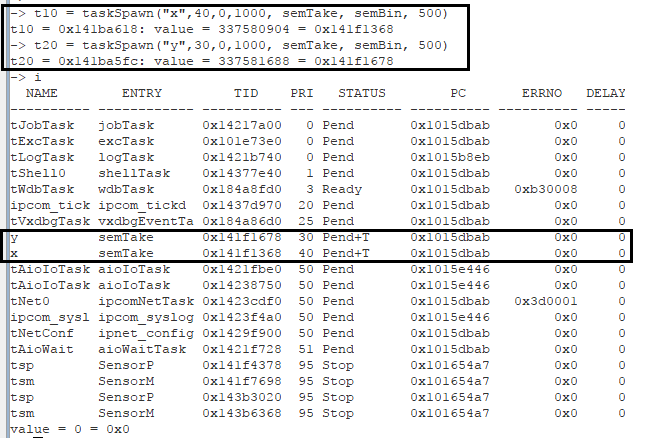 -> t10 = taskSpawn("x",40,0,1000, semTake, semBin, 500)
t10 = 0x141ba618: value = 337580904 = 0x141f1368
-> t20 = taskSpawn("y",30,0,1000, semTake, semBin, 500)
t20 = 0x141ba5fc: value = 337581688 = 0x141f1678
-> i
NAME ENTRY TID PRI STATUS PC ERRNO DELAY
---------- ---------- ---------- --- ---------- ---------- ---------- -----
tJobTask jobTask 0x14217a00 0 Pend 0x1015dbab 0x0 0
tExcTask excTask 0x101e73e0 0 Pend 0x1015dbab 0x0 0
tLogTask logTask 0x1421b740 0 Pend 0x1015b8eb 0x0 0
tShell0 shellTask 0x14377e40 1 Pend 0x1015dbab 0x0 0
tWdbTask wdbTask 0x184a8fd0 3 Ready 0x1015dbab 0xb30008 0
ipcom_tick ipcom_tickd 0x1437d970 20 Pend 0x1015dbab 0x0 0
tVxdbgTask vxdbgEventTa 0x184a86d0 25 Pend 0x1015dbab 0x0 0
y semTake 0x141f1678 30 Pend+T 0x1015dbab 0x0 0
x semTake 0x141f1368 40 Pend+T 0x1015dbab 0x0 0
tAioIoTask aioIoTask 0x1421fbe0 50 Pend 0x1015e446 0x0 0
tAioIoTask aioIoTask 0x14238750 50 Pend 0x1015e446 0x0 0
tNet0 ipcomNetTask 0x1423cdf0 50 Pend 0x1015dbab 0x3d0001 0
ipcom_sysl ipcom_syslog 0x1423f4a0 50 Pend 0x1015e446 0x0 0
tNetConf ipnet_config 0x1429f900 50 Pend 0x1015dbab 0x0 0
tAioWait aioWaitTask 0x1421f728 51 Pend 0x1015dbab 0x0 0
tsp SensorP 0x141f4378 95 Stop 0x101654a7 0x0 0
tsm SensorM 0x141f7698 95 Stop 0x101654a7 0x0 0
tsp SensorP 0x143b3020 95 Stop 0x101654a7 0x0 0
tsm SensorM 0x143b6368 95 Stop 0x101654a7 0x0 0
value = 0 = 0x0